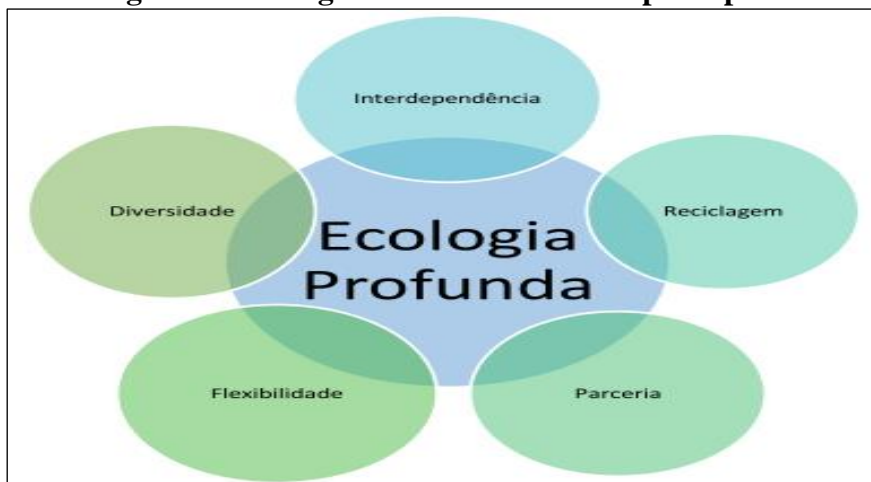 Interdependência
Diversidade
Reciclagem
Ecologia
Profunda
Flexibilidade
Parceria